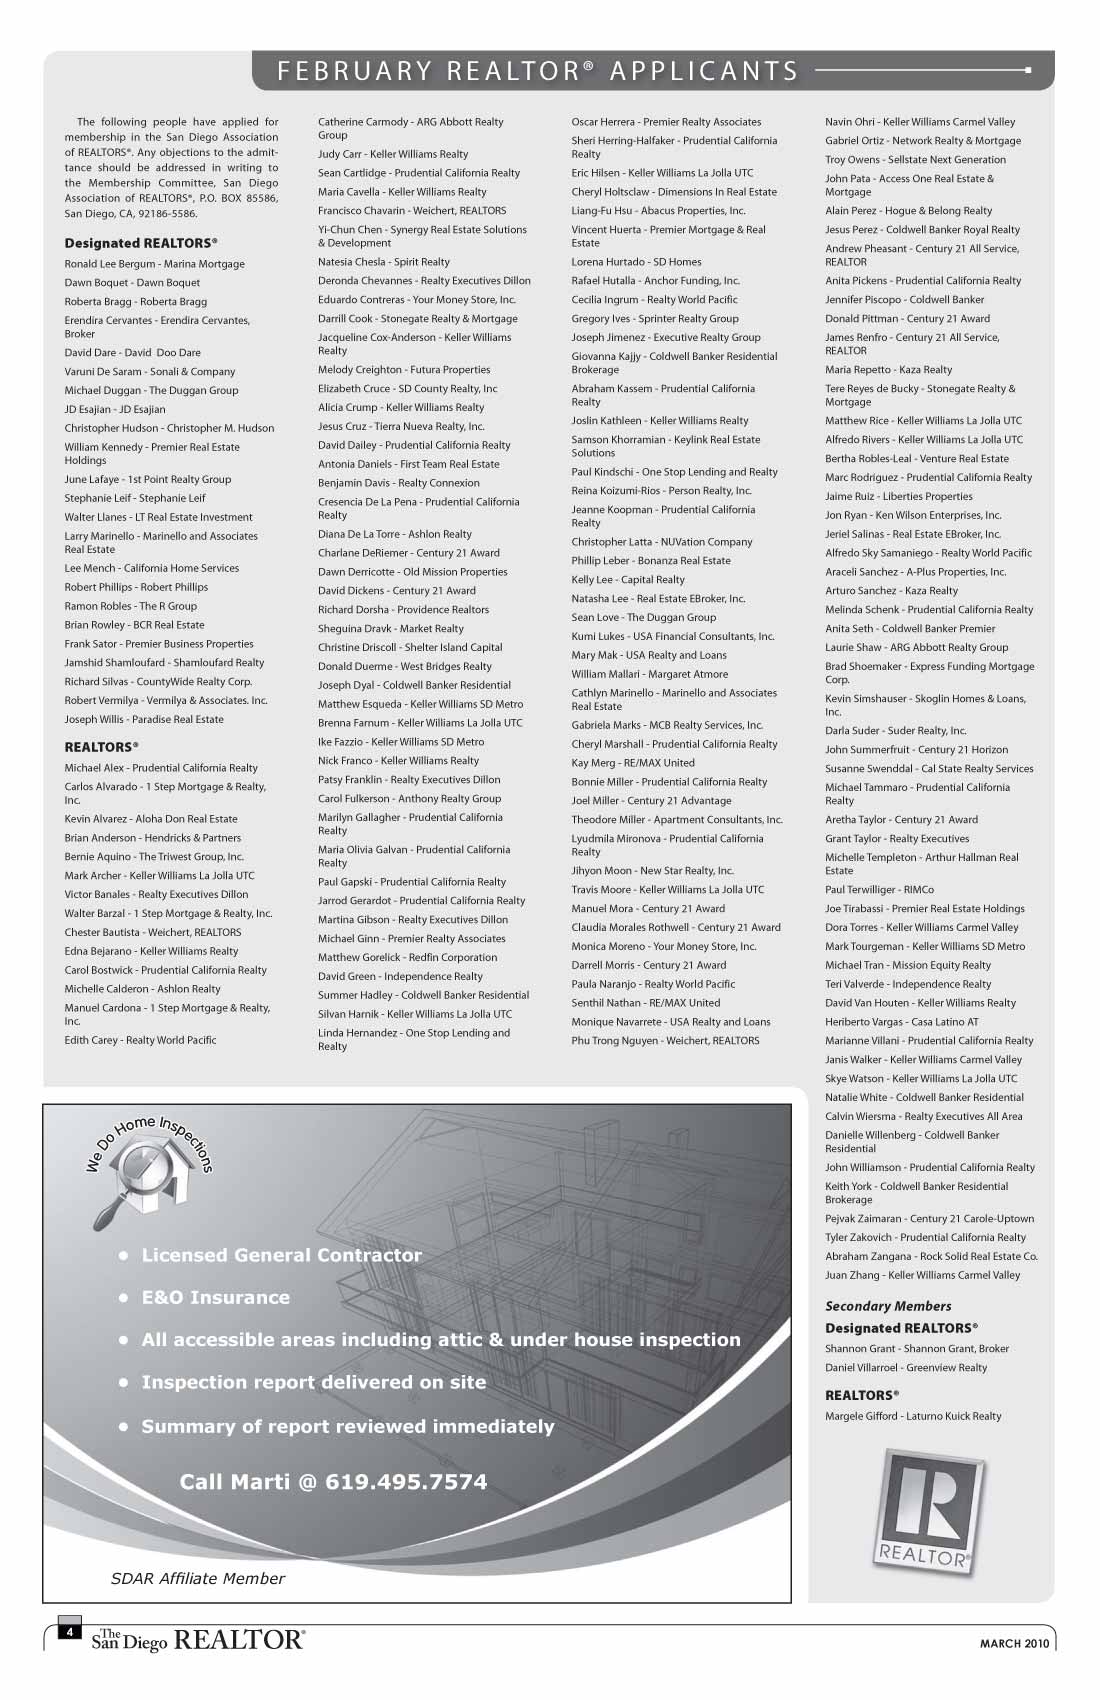 FEBRUARY REALTOR® APPLICANTS
The following people have applied for
membership in the San Diego Association
of REALTORS®. Any objections to the admit-
tance should be addressed in writing to
the Membership Committee, San Diego
Association of REALTORS®, P.O. BOX 85586,
San Diego, CA, 92186-5586.
Designated REALTORS®
Ronald Lee Bergum - Marina Mortgage
Dawn Boquet - Dawn Boquet
Roberta Bragg - Roberta Bragg
Erendira Cervantes - Erendira Cervantes,
Broker
David Dare - David  Doo Dare
Varuni De Saram - Sonali & Company
Michael Duggan - The Duggan Group
JD Esajian - JD Esajian
Christopher Hudson - Christopher M. Hudson
William Kennedy - Premier Real Estate
Holdings
June Lafaye - 1st Point Realty Group
Stephanie Leif - Stephanie Leif
Walter Llanes - LT Real Estate Investment
Larry Marinello - Marinello and Associates
Real Estate
Lee Mench - California Home Services
Robert Phillips - Robert Phillips
Ramon Robles - The R Group
Brian Rowley - BCR Real Estate
Frank Sator - Premier Business Properties
Jamshid Shamloufard - Shamloufard Realty
Richard Silvas - CountyWide Realty Corp.
Robert Vermilya - Vermilya & Associates. Inc.
Joseph Willis - Paradise Real Estate
REALTORS®
Michael Alex - Prudential California Realty
Carlos Alvarado - 1 Step Mortgage & Realty,
Inc.
Kevin Alvarez - Aloha Don Real Estate
Brian Anderson - Hendricks & Partners
Bernie Aquino - The Triwest Group, Inc.
Mark Archer - Keller Williams La Jolla UTC
Victor Banales - Realty Executives Dillon
Walter Barzal - 1 Step Mortgage & Realty, Inc.
Chester Bautista - Weichert, REALTORS
Edna Bejarano - Keller Williams Realty
Carol Bostwick - Prudential California Realty
Michelle Calderon - Ashlon Realty
Manuel Cardona - 1 Step Mortgage & Realty,
Inc.
Edith Carey - Realty World Pacific
Catherine Carmody - ARG Abbott Realty
Group
Judy Carr - Keller Williams Realty
Sean Cartlidge - Prudential California Realty
Maria Cavella - Keller Williams Realty
Francisco Chavarin - Weichert, REALTORS
Yi-Chun Chen - Synergy Real Estate Solutions
& Development
Natesia Chesla - Spirit Realty
Deronda Chevannes - Realty Executives Dillon
Eduardo Contreras - Your Money Store, Inc.
Darrill Cook - Stonegate Realty & Mortgage
Jacqueline Cox-Anderson - Keller Williams
Realty
Melody Creighton - Futura Properties
Elizabeth Cruce - SD County Realty, Inc
Alicia Crump - Keller Williams Realty
Jesus Cruz - Tierra Nueva Realty, Inc.
David Dailey - Prudential California Realty
Antonia Daniels - First Team Real Estate
Benjamin Davis - Realty Connexion
Cresencia De La Pena - Prudential California
Realty
Diana De La Torre - Ashlon Realty
Charlane DeRiemer - Century 21 Award
Dawn Derricotte - Old Mission Properties
David Dickens - Century 21 Award
Richard Dorsha - Providence Realtors
Sheguina Dravk - Market Realty
Christine Driscoll - Shelter Island Capital
Donald Duerme - West Bridges Realty
Joseph Dyal - Coldwell Banker Residential
Matthew Esqueda - Keller Williams SD Metro
Brenna Farnum - Keller Williams La Jolla UTC
Ike Fazzio - Keller Williams SD Metro
Nick Franco - Keller Williams Realty
Patsy Franklin - Realty Executives Dillon
Carol Fulkerson - Anthony Realty Group
Marilyn Gallagher - Prudential California
Realty
Maria Olivia Galvan - Prudential California
Realty
Paul Gapski - Prudential California Realty
Jarrod Gerardot - Prudential California Realty
Martina Gibson - Realty Executives Dillon
Michael Ginn - Premier Realty Associates
Matthew Gorelick - Redfin Corporation
David Green - Independence Realty
Summer Hadley - Coldwell Banker Residential
Silvan Harnik - Keller Williams La Jolla UTC
Linda Hernandez - One Stop Lending and
Realty
Oscar Herrera - Premier Realty Associates
Sheri Herring-Halfaker - Prudential California
Realty
Eric Hilsen - Keller Williams La Jolla UTC
Cheryl Holtsclaw - Dimensions In Real Estate
Liang-Fu Hsu - Abacus Properties, Inc.
Vincent Huerta - Premier Mortgage & Real
Estate
Lorena Hurtado - SD Homes
Rafael Hutalla - Anchor Funding, Inc.
Cecilia Ingrum - Realty World Pacific
Gregory Ives - Sprinter Realty Group
Joseph Jimenez - Executive Realty Group
Giovanna Kajjy - Coldwell Banker Residential
Brokerage
Abraham Kassem - Prudential California
Realty
Joslin Kathleen - Keller Williams Realty
Samson Khorramian - Keylink Real Estate
Solutions
Paul Kindschi - One Stop Lending and Realty
Reina Koizumi-Rios - Person Realty, Inc.
Jeanne Koopman - Prudential California
Realty
Christopher Latta - NUVation Company
Phillip Leber - Bonanza Real Estate
Kelly Lee - Capital Realty
Natasha Lee - Real Estate EBroker, Inc.
Sean Love - The Duggan Group
Kumi Lukes - USA Financial Consultants, Inc.
Mary Mak - USA Realty and Loans
William Mallari - Margaret Atmore
Cathlyn Marinello - Marinello and Associates
Real Estate
Gabriela Marks - MCB Realty Services, Inc.
Cheryl Marshall - Prudential California Realty
Kay Merg - RE/MAX United
Bonnie Miller - Prudential California Realty
Joel Miller - Century 21 Advantage
Theodore Miller - Apartment Consultants, Inc.
Lyudmila Mironova - Prudential California
Realty
Jihyon Moon - New Star Realty, Inc.
Travis Moore - Keller Williams La Jolla UTC
Manuel Mora - Century 21 Award
Claudia Morales Rothwell - Century 21 Award
Monica Moreno - Your Money Store, Inc.
Darrell Morris - Century 21 Award
Paula Naranjo - Realty World Pacific
Senthil Nathan - RE/MAX United
Monique Navarrete - USA Realty and Loans
Phu Trong Nguyen - Weichert, REALTORS
Navin Ohri - Keller Williams Carmel Valley
Gabriel Ortiz - Network Realty & Mortgage
Troy Owens - Sellstate Next Generation
John Pata - Access One Real Estate &
Mortgage
Alain Perez - Hogue & Belong Realty
Jesus Perez - Coldwell Banker Royal Realty
Andrew Pheasant - Century 21 All Service,
REALTOR
Anita Pickens - Prudential California Realty
Jennifer Piscopo - Coldwell Banker
Donald Pittman - Century 21 Award
James Renfro - Century 21 All Service,
REALTOR
Maria Repetto - Kaza Realty
Tere Reyes de Bucky - Stonegate Realty &
Mortgage
Matthew Rice - Keller Williams La Jolla UTC
Alfredo Rivers - Keller Williams La Jolla UTC
Bertha Robles-Leal - Venture Real Estate
Marc Rodriguez - Prudential California Realty
Jaime Ruiz - Liberties Properties
Jon Ryan - Ken Wilson Enterprises, Inc.
Jeriel Salinas - Real Estate EBroker, Inc.
Alfredo Sky Samaniego - Realty World Pacific
Araceli Sanchez - A-Plus Properties, Inc.
Arturo Sanchez - Kaza Realty
Melinda Schenk - Prudential California Realty
Anita Seth - Coldwell Banker Premier
Laurie Shaw - ARG Abbott Realty Group
Brad Shoemaker - Express Funding Mortgage
Corp.
Kevin Simshauser - Skoglin Homes & Loans,
Inc.
Darla Suder - Suder Realty, Inc.
John Summerfruit - Century 21 Horizon
Susanne Swenddal - Cal State Realty Services
Michael Tammaro - Prudential California
Realty
Aretha Taylor - Century 21 Award
Grant Taylor - Realty Executives
Michelle Templeton - Arthur Hallman Real
Estate
Paul Terwilliger - RIMCo
Joe Tirabassi - Premier Real Estate Holdings
Dora Torres - Keller Williams Carmel Valley
Mark Tourgeman - Keller Williams SD Metro
Michael Tran - Mission Equity Realty
Teri Valverde - Independence Realty
David Van Houten - Keller Williams Realty
Heriberto Vargas - Casa Latino AT
Marianne Villani - Prudential California Realty
Janis Walker - Keller Williams Carmel Valley
Skye Watson - Keller Williams La Jolla UTC
Natalie White - Coldwell Banker Residential
Calvin Wiersma - Realty Executives All Area
Danielle Willenberg - Coldwell Banker
Residential
John Williamson - Prudential California Realty
Keith York - Coldwell Banker Residential
Brokerage
Pejvak Zaimaran - Century 21 Carole-Uptown
Tyler Zakovich - Prudential California Realty
Abraham Zangana - Rock Solid Real Estate Co.
Juan Zhang - Keller Williams Carmel Valley
Secondary Members
Designated REALTORS®
Shannon Grant - Shannon Grant, Broker
Daniel Villarroel - Greenview Realty
REALTORS®
Margele Gifford - Laturno Kuick Realty
R
REALTOR®
We Do Home Inspections
• Licensed General Contractor
• E&O Insurance
• All accessible areas including attic & under house inspection
• Inspection report delivered on site
• Summary of report reviewed immediately
Call Marti @ 619.495.7574
SDAR Affiliate Member
4
The San Diego REALTOR®
MARCH 2010